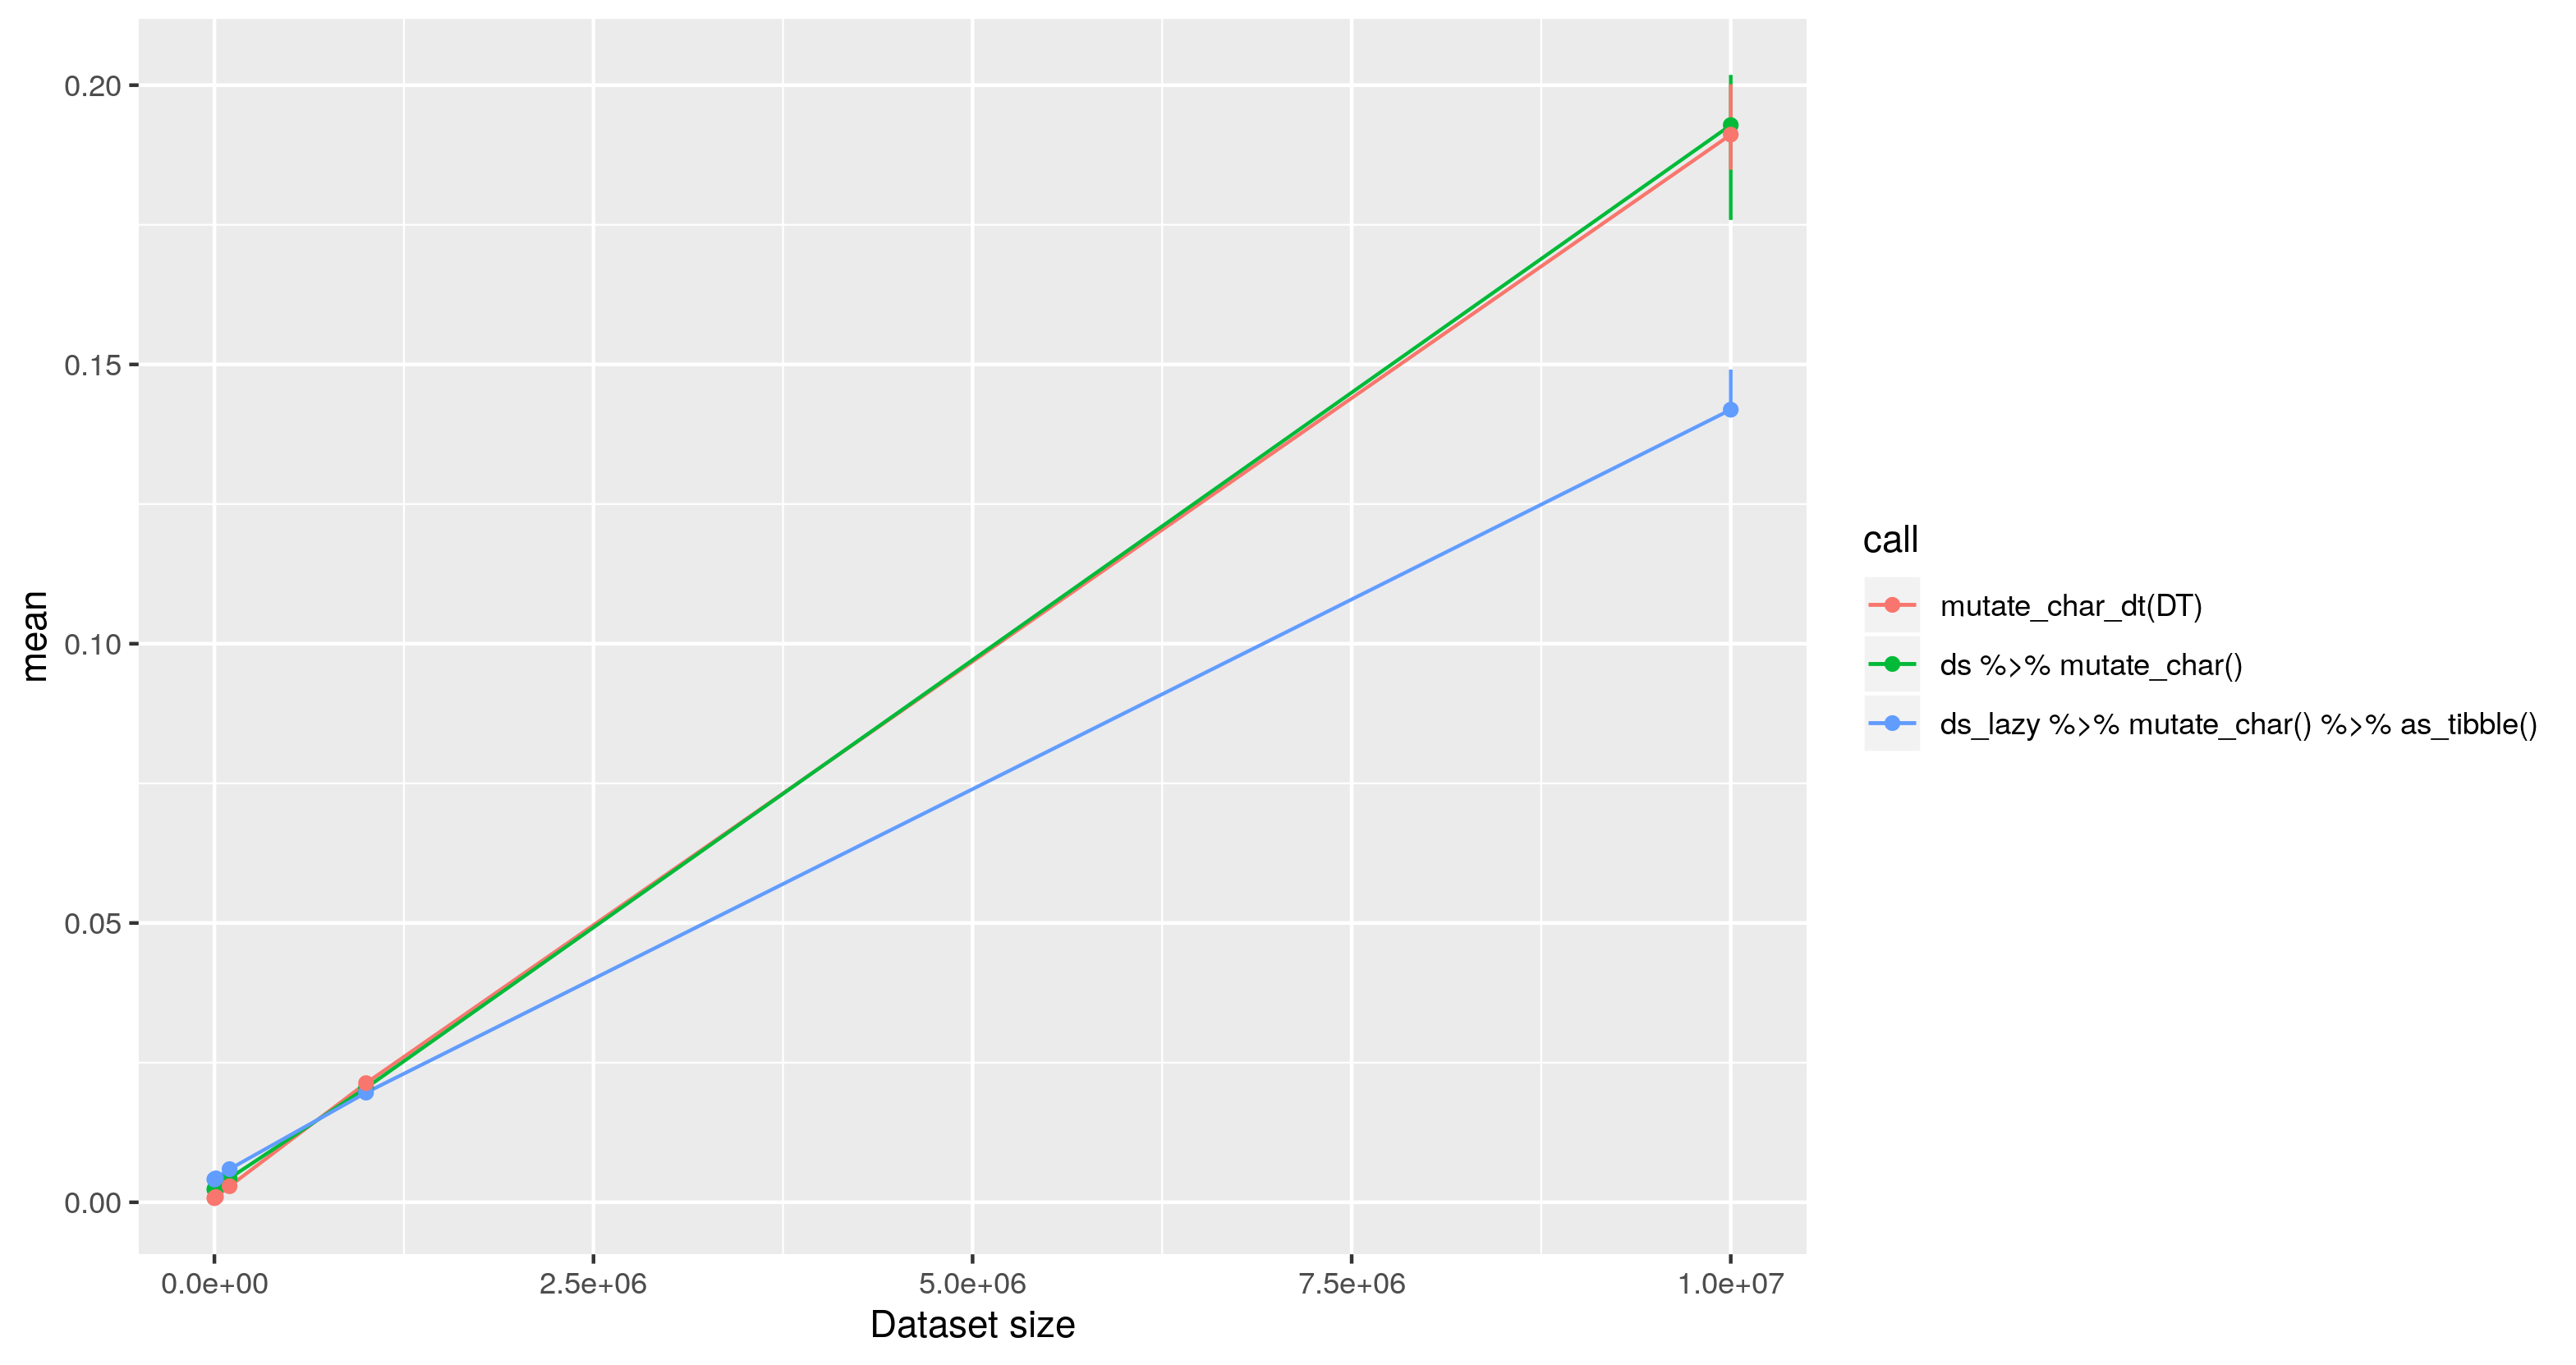 0.20
0.15
0.10
0.05
0.00
mean
0.0e+00 2.5e+06 5.0e+06 7.5e+06 1.0e+07
Dataset size
call
mutate_char_dt(DT)
ds %>% mutate_char()
ds_lazy %>% mutate_char() %>% as_tibble()